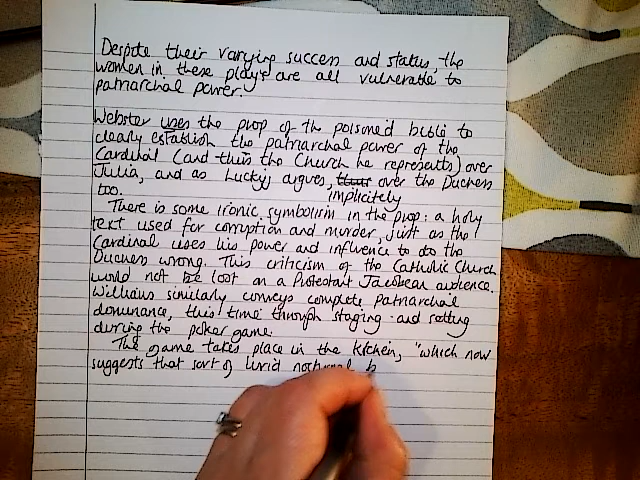 Despite their varying success and status, the
women in these plays are all vulnerable to
patriarchal power.
Webster uses the prop of the poisoned bible to
clearly establish the patriarchal power of the
Cardinal (and thus the Church he represents) over
Julia, and as Luckyj argues, over the Duchess
too. implicitly
There is some ironic symbolism in the prop: a holy
text used for corruption and murder, just as the
Cardinal uses his power and influence to do the
Duchess wrong. This criticism of the Catholic Church
would not be lost on a Protestant Jacobean audience.
Williams similarly conveys complete patriarchal
dominance, this time through staging and setting
during the poker game.
The game takes place in the kitchen, "which now
suggests that sort of lurid nocturnal b